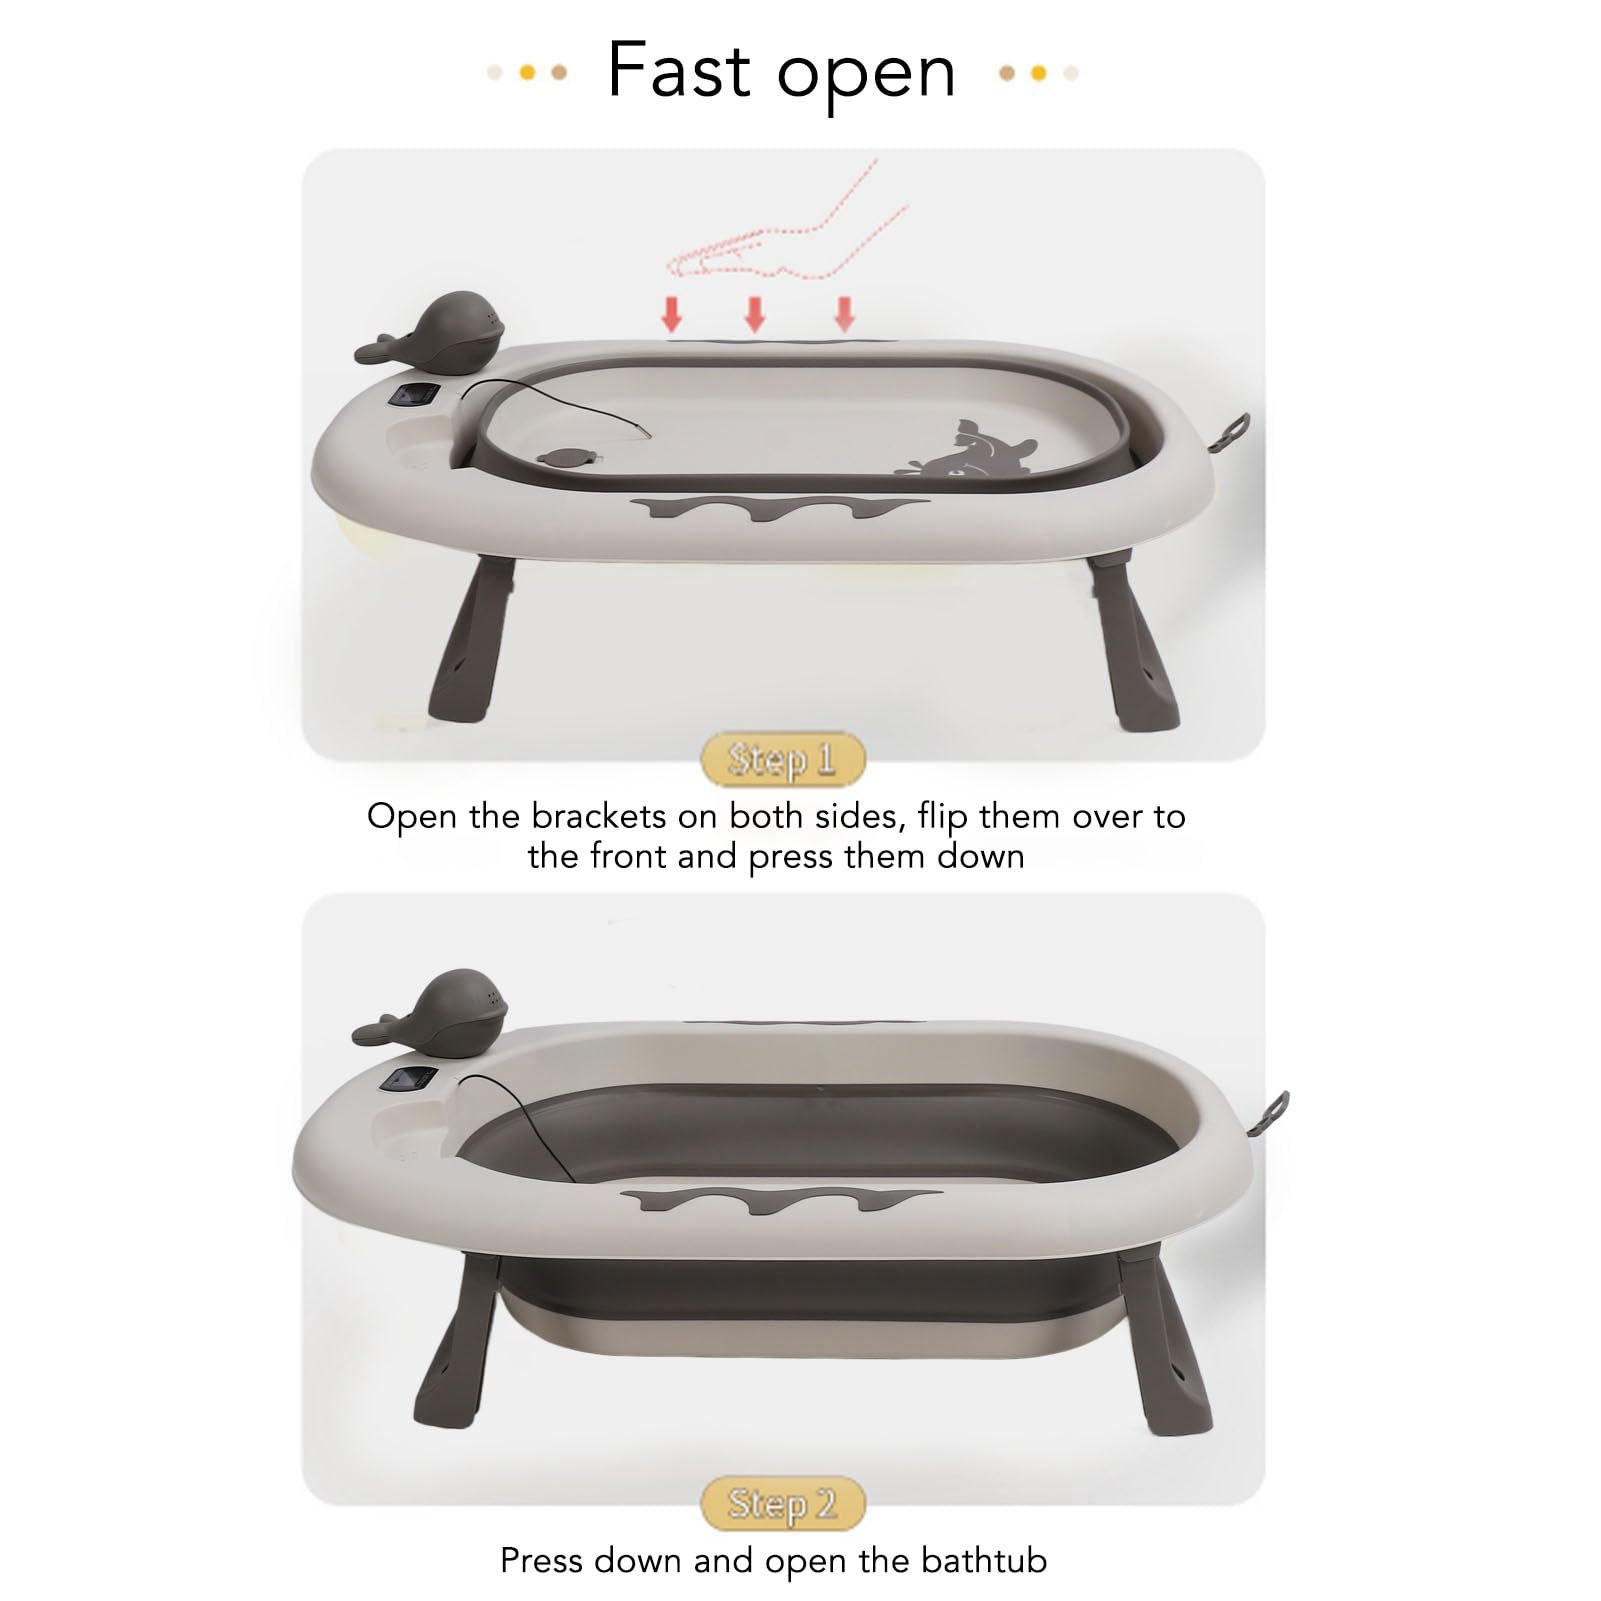 Fast open
Step 1
Open the brackets on both sides, flip them over to
the front and press them down
Step 2
Press down and open the bathtub